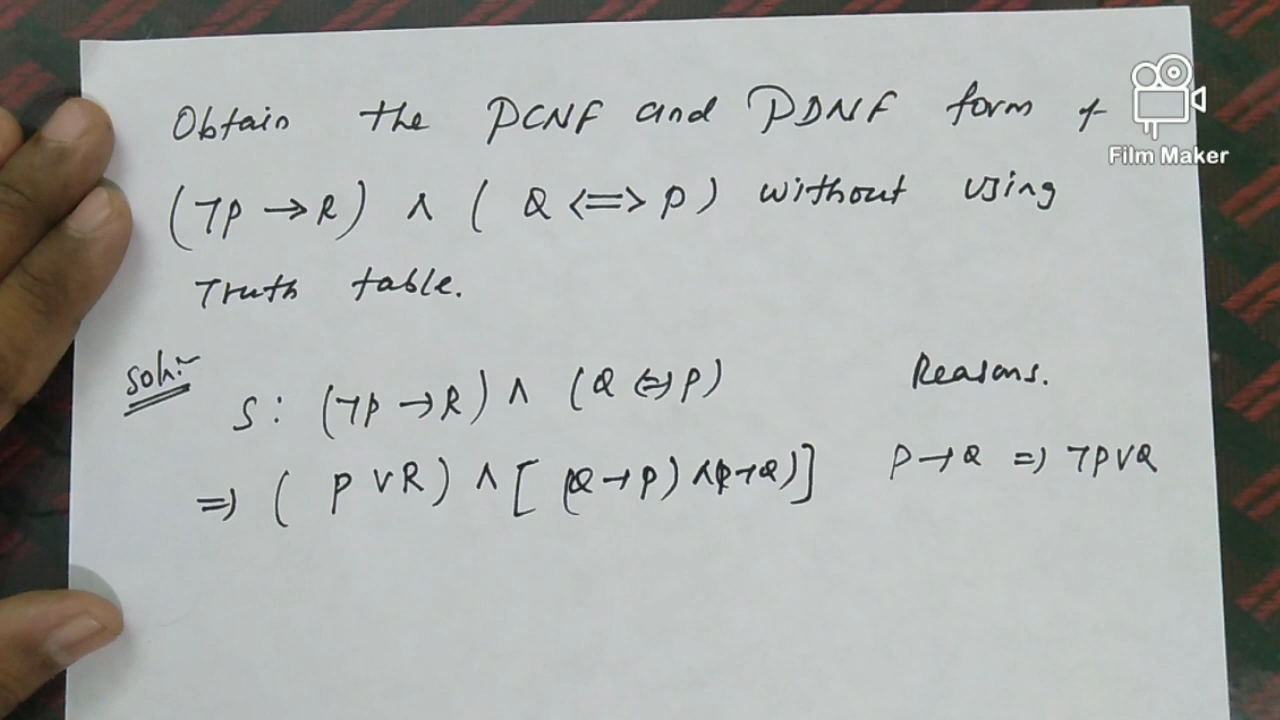 Obtain the PCNF and PDNF form of
(¬P → R) ∧ ( Q <=> P) without using
Truth table.
Soln:-
S: (¬P → R) ∧ (Q <=> P)
Reasons.
=> ( P ∨ R) ∧ [ (Q → P) ∧ (P → Q)]
P → Q => ¬P ∨ Q
Film Maker